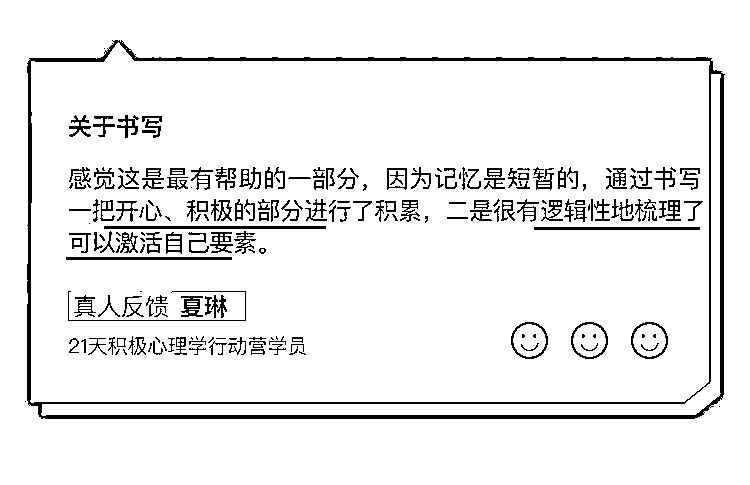 关于书写
感觉这是最有帮助的一部分，因为记忆是短暂的，通过书写
一把开心、积极的部分进行了积累，二是很有逻辑性地梳理了
可以激活自己要素。
真人反馈 夏琳
21天积极心理学行动营学员